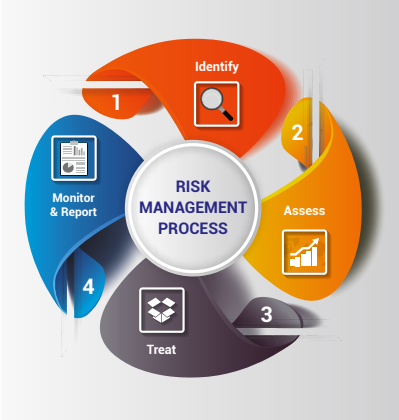 Identify
1
2
Monitor
& Report
RISK
MANAGEMENT
PROCESS
Assess
4
3
Treat